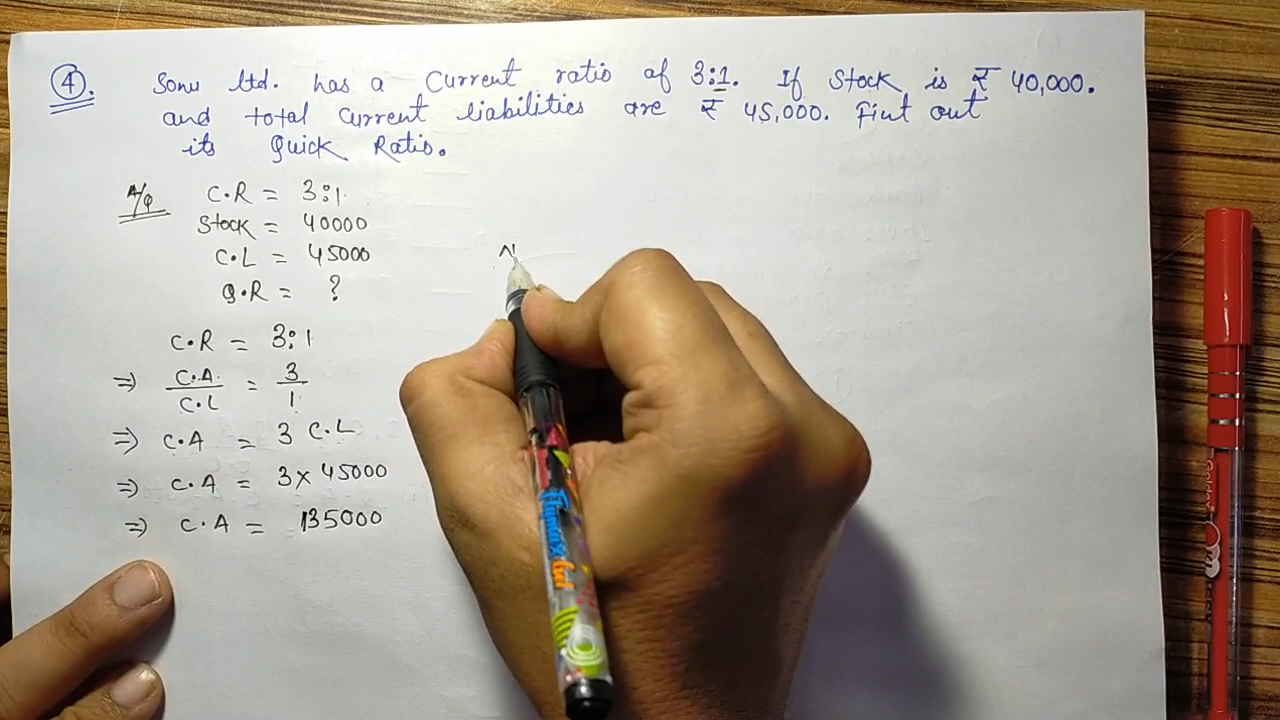 ④. Sonu ltd. has a Current ratio of 3:1. If Stock is ₹ 40,000.
and total current liabilities are ₹ 45,000. Fint out
its Quick Ratio.
A/Q C.R = 3:1
Stock = 40000
C.L = 45000
Q.R = ?
C.R = 3:1
⇒ C.A. / C.L = 3/1
⇒ C.A = 3 C.L
⇒ C.A = 3 × 45000
⇒ C.A = 135000